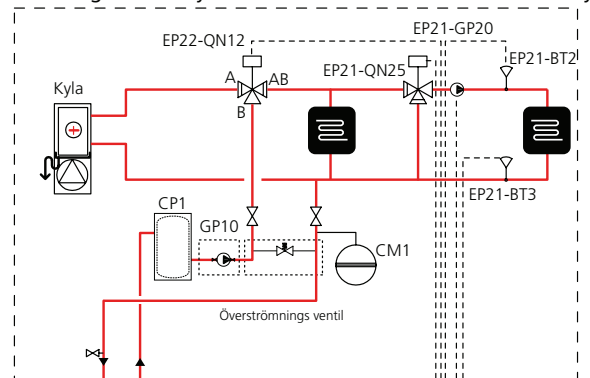 EP22-QN12
EP21-GP20
EP21-QN25
EP21-BT2
Kyla
A
AB
B
EP21-BT3
CP1
GP10
CM1
Överströmnings ventil